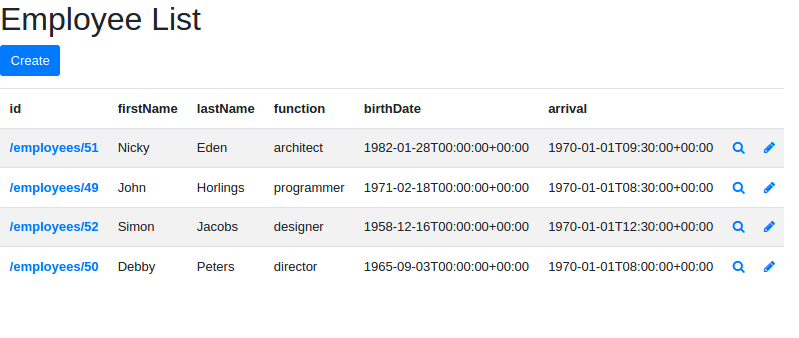 Employee List
Create
id firstName lastName function birthDate arrival
/employees/51 Nicky Eden architect 1982-01-28T00:00:00+00:00 1970-01-01T09:30:00+00:00
/employees/49 John Horlings programmer 1971-02-18T00:00:00+00:00 1970-01-01T08:30:00+00:00
/employees/52 Simon Jacobs designer 1958-12-16T00:00:00+00:00 1970-01-01T12:30:00+00:00
/employees/50 Debby Peters director 1965-09-03T00:00:00+00:00 1970-01-01T08:00:00+00:00